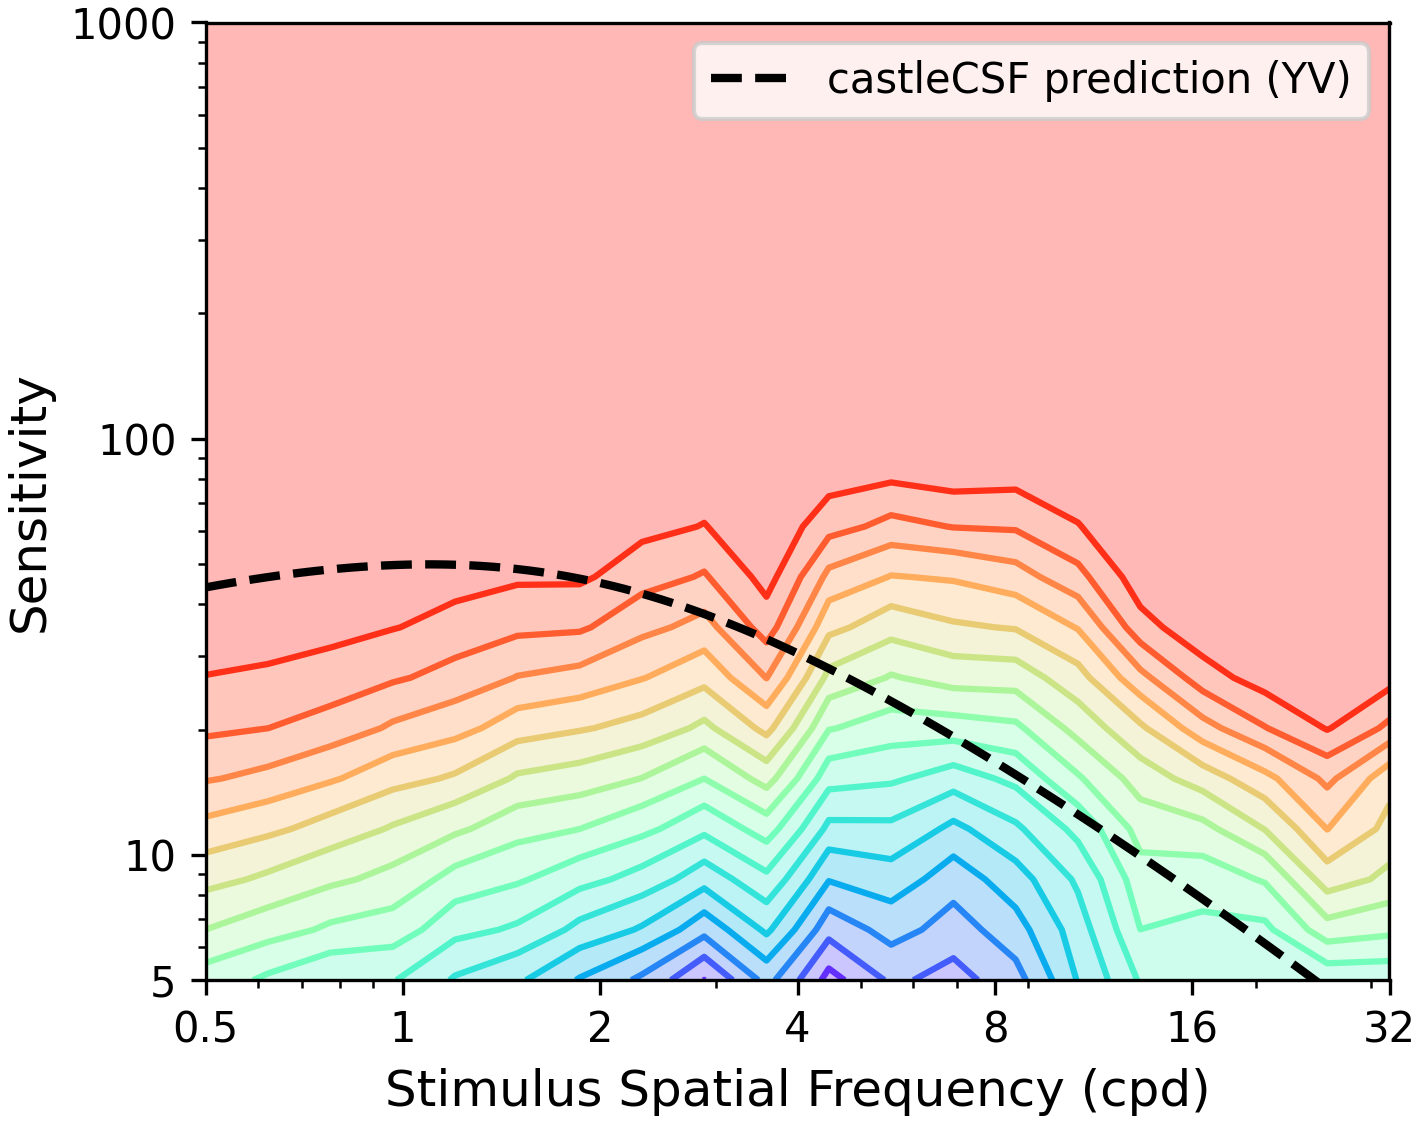 1000
castleCSF prediction (YV)
100
Sensitivity
10
5
0.5 1 2 4 8 16 32
Stimulus Spatial Frequency (cpd)